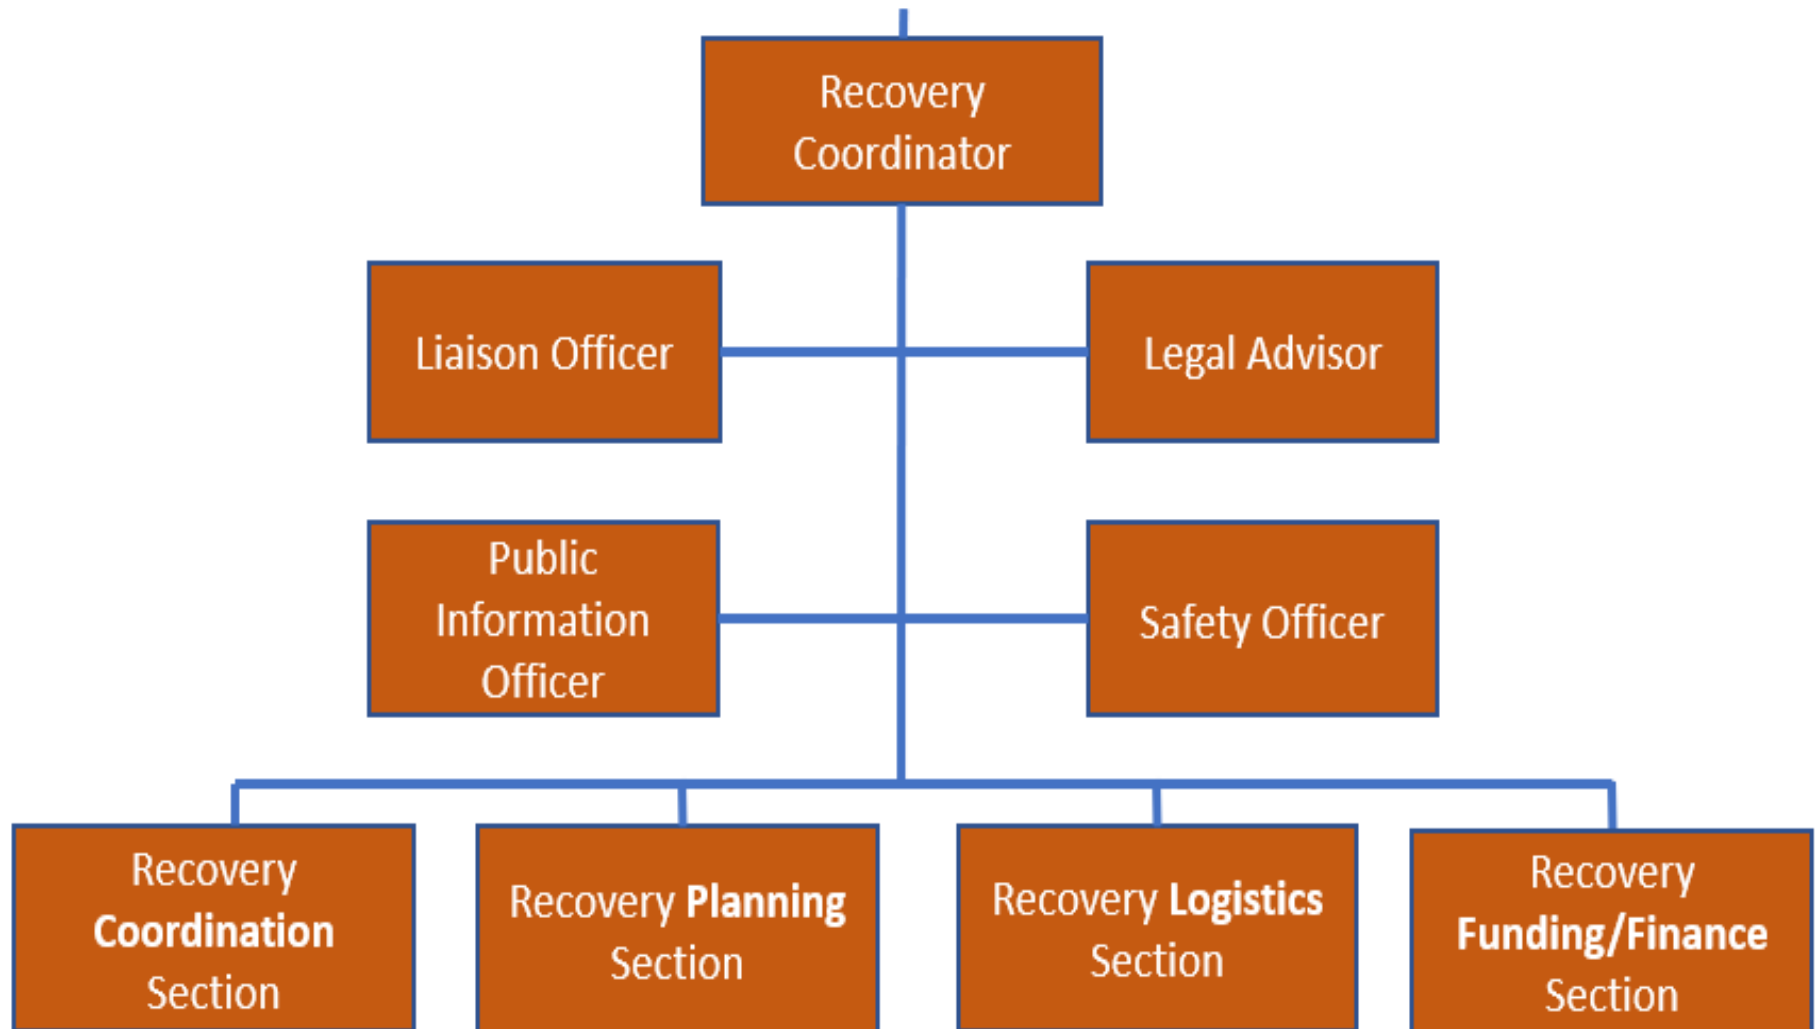 Recovery
Coordinator
Liaison Officer
Legal Advisor
Public
Information
Officer
Safety Officer
Recovery
Coordination
Section
Recovery Planning
Section
Recovery Logistics
Section
Recovery
Funding/Finance
Section